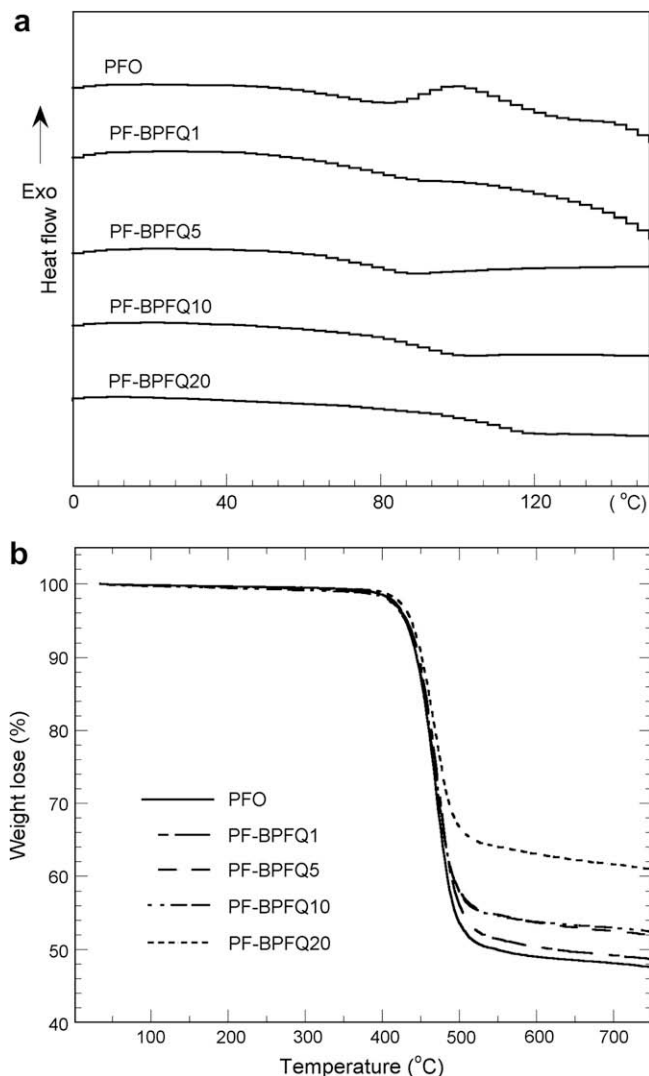 a
PFO
PF-BPFQ1
Exo
Heat flow
PF-BPFQ5
PF-BPFQ10
PF-BPFQ20
0 40 80 120 (°C)
b
100
90
80
70
60
50
40
Weight lose (%)
PFO
PF-BPFQ1
PF-BPFQ5
PF-BPFQ10
PF-BPFQ20
100 200 300 400 500 600 700
Temperature (°C)